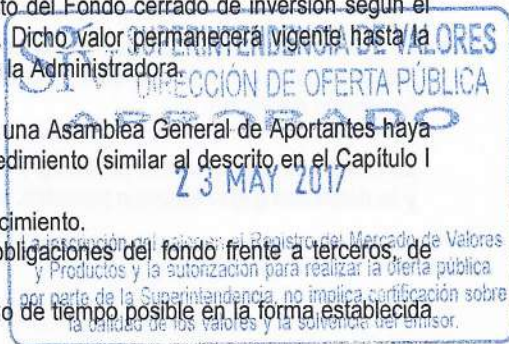 to del Fondo cerrado de Inversión según el
Dicho valor permanecerá vigente hasta la
SUPERINTENDENCIA DE VALORES
la Administradora.
DIRECCIÓN DE OFERTA PÚBLICA
APROBADO
una Asamblea General de Aportantes haya
edimiento (similar al descrito en el Capítulo I
23 MAY 2017
cimiento.
La inscripción del valor en el Registro del Mercado de Valores
obligaciones del fondo frente a terceros, de
y Productos y la autorización para realizar la oferta pública
por parte de la Superintendencia, no implica certificación sobre
o de tiempo posible en la forma establecida
la calidad de los valores y la solvencia del emisor.